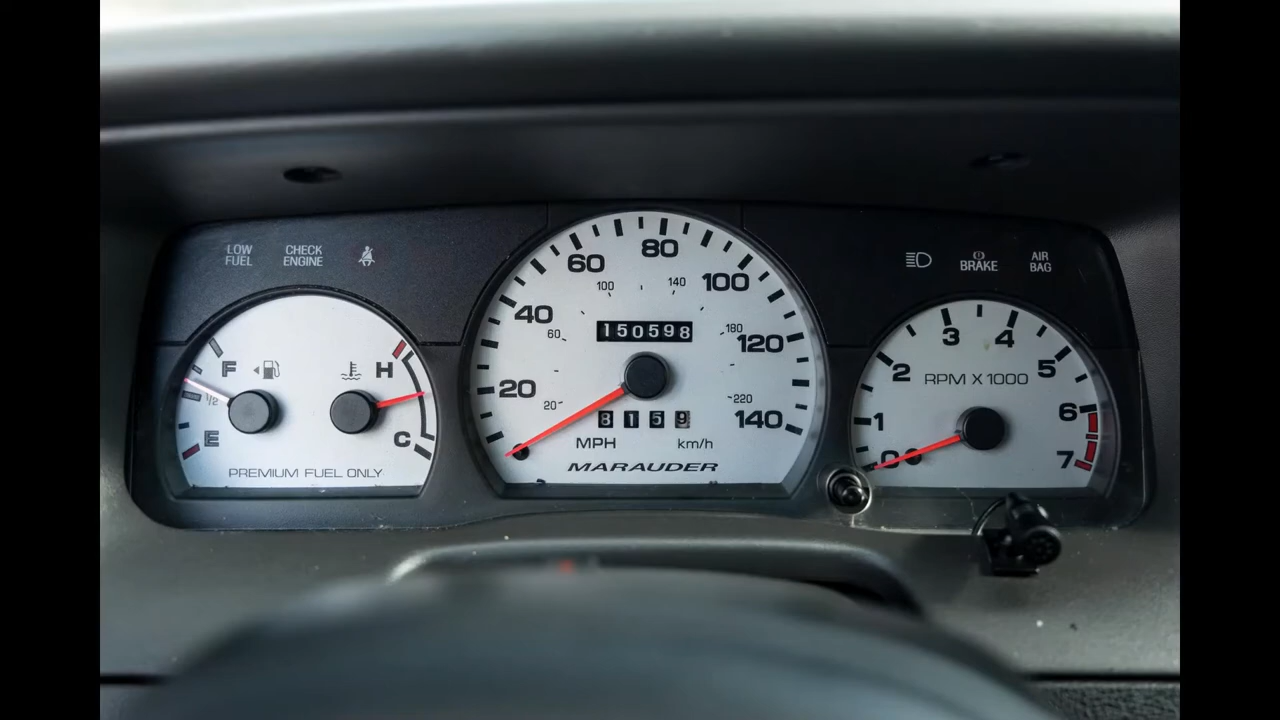 LOW FUEL
CHECK ENGINE
BRAKE
AIR BAG
F
1/2
E
H
C
PREMIUM FUEL ONLY
20
40
60
80
100
120
140
20
60
100
140
180
220
150598
8159
MPH
km/h
MARAUDER
0
1
2
3
4
5
6
7
RPM X 1000